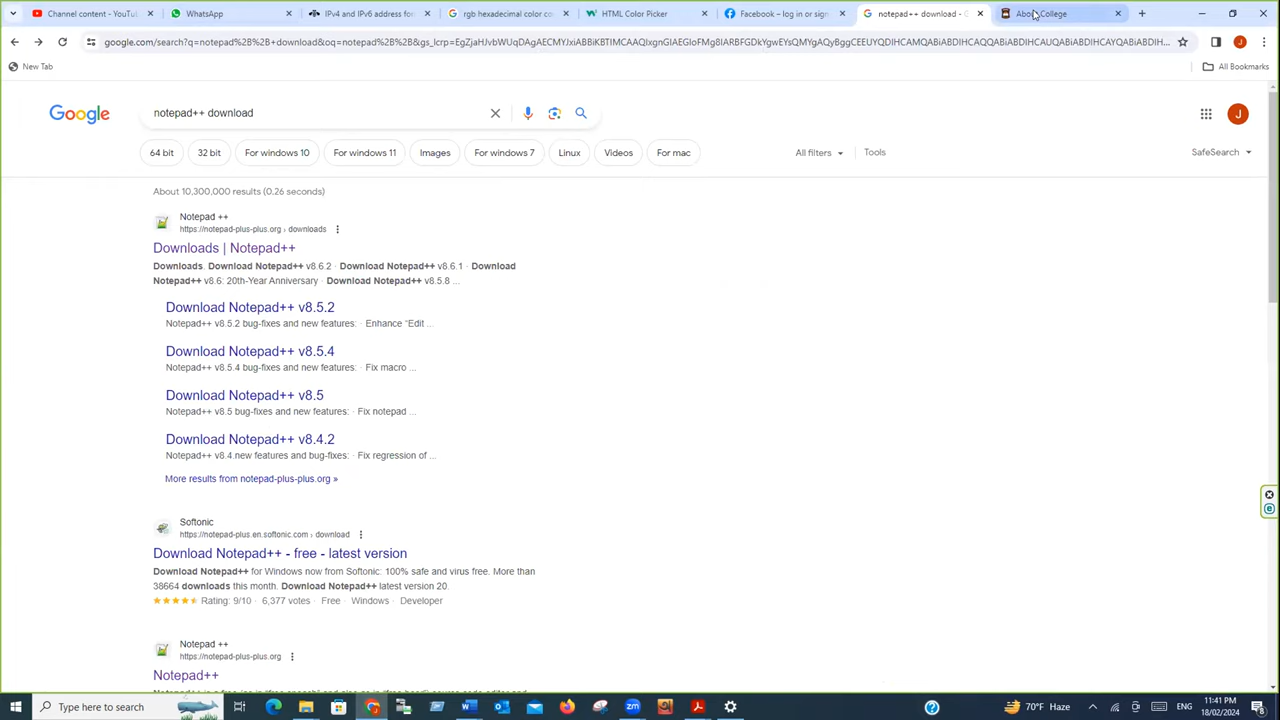 Channel content - YouTu
WhatsApp
IPv4 and IPv6 address for
rgb hexadecimal color co
HTML Color Picker
Facebook – log in or sign
notepad++ download - G
About College
google.com/search?q=notepad%2B%2B+download&oq=notepad%2B%2B+download&gs_lcrp=EgZjaHJvbWUqDAgAECMYJxiABBiKBTIMCAAQIxgnGIAEGIoFMg8IARBFGDkYgwEYsQMYgAQyBggCEEUYQDIHCAMQABiABDIHCAQQABiABDIHCAUQABiABDIHCAYQABiABDIH...
New Tab
All Bookmarks
Google
notepad++ download
J
64 bit
32 bit
For windows 10
For windows 11
Images
For windows 7
Linux
Videos
For mac
All filters
Tools
SafeSearch
About 10,300,000 results (0.26 seconds)
Notepad ++
https://notepad-plus-plus.org › downloads
Downloads | Notepad++
Downloads. Download Notepad++ v8.6.2 · Download Notepad++ v8.6.1 · Download
Notepad++ v8.6: 20th-Year Anniversary · Download Notepad++ v8.5.8 ...
Download Notepad++ v8.5.2
Notepad++ v8.5.2 bug-fixes and new features: · Enhance “Edit ...
Download Notepad++ v8.5.4
Notepad++ v8.5.4 bug-fixes and new features: · Fix macro ...
Download Notepad++ v8.5
Notepad++ v8.5 bug-fixes and new features: · Fix notepad ...
Download Notepad++ v8.4.2
Notepad++ v8.4 new features and bug-fixes: · Fix regression of ...
More results from notepad-plus-plus.org »
Softonic
https://notepad-plus.en.softonic.com › download
Download Notepad++ - free - latest version
Download Notepad++ for Windows now from Softonic: 100% safe and virus free. More than
38664 downloads this month. Download Notepad++ latest version 20.
Rating: 9/10 · 6,377 votes · Free · Windows · Developer
Notepad ++
https://notepad-plus-plus.org
Notepad++
Type here to search
70°F Haze
ENG
11:41 PM
18/02/2024